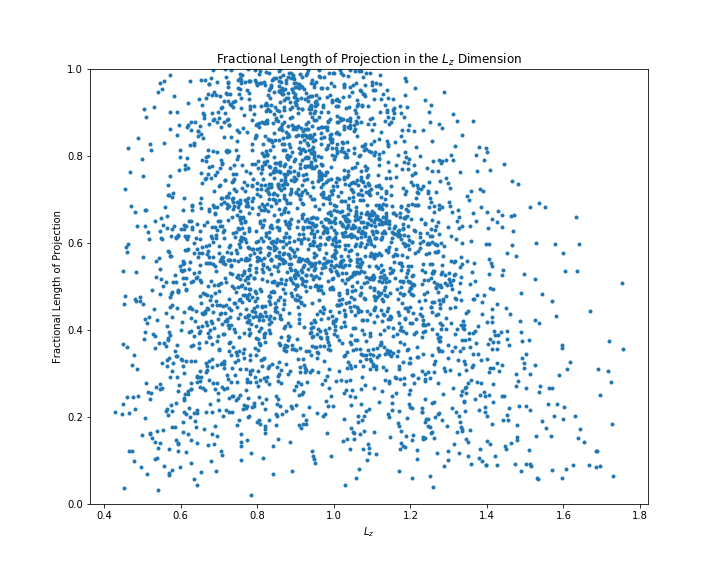 Fractional Length of Projection in the L_z Dimension
Fractional Length of Projection
1.0
0.8
0.6
0.4
0.2
0.0
0.4 0.6 0.8 1.0 1.2 1.4 1.6 1.8
L_z